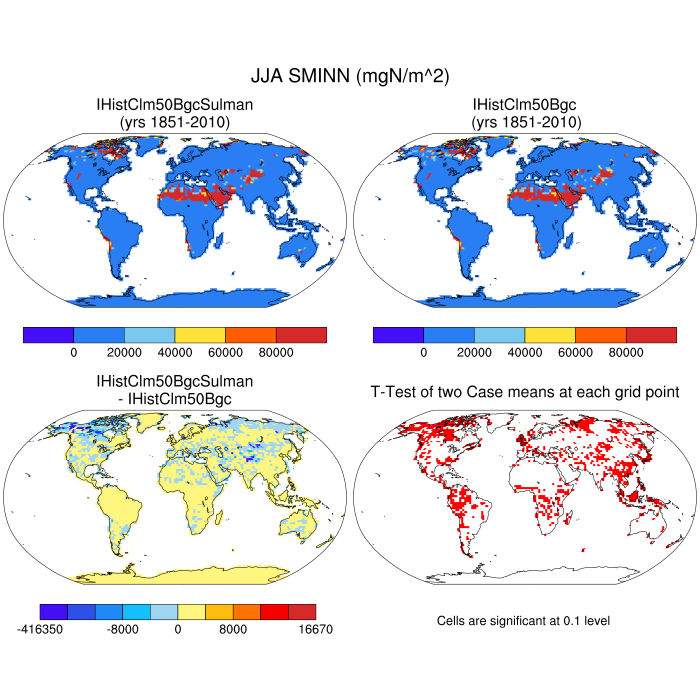 JJA SMINN (mgN/m^2)
IHistClm50BgcSulman
(yrs 1851-2010)
IHistClm50Bgc
(yrs 1851-2010)
0 20000 40000 60000 80000
0 20000 40000 60000 80000
IHistClm50BgcSulman
- IHistClm50Bgc
T-Test of two Case means at each grid point
-416350 -8000 0 8000 16670
Cells are significant at 0.1 level